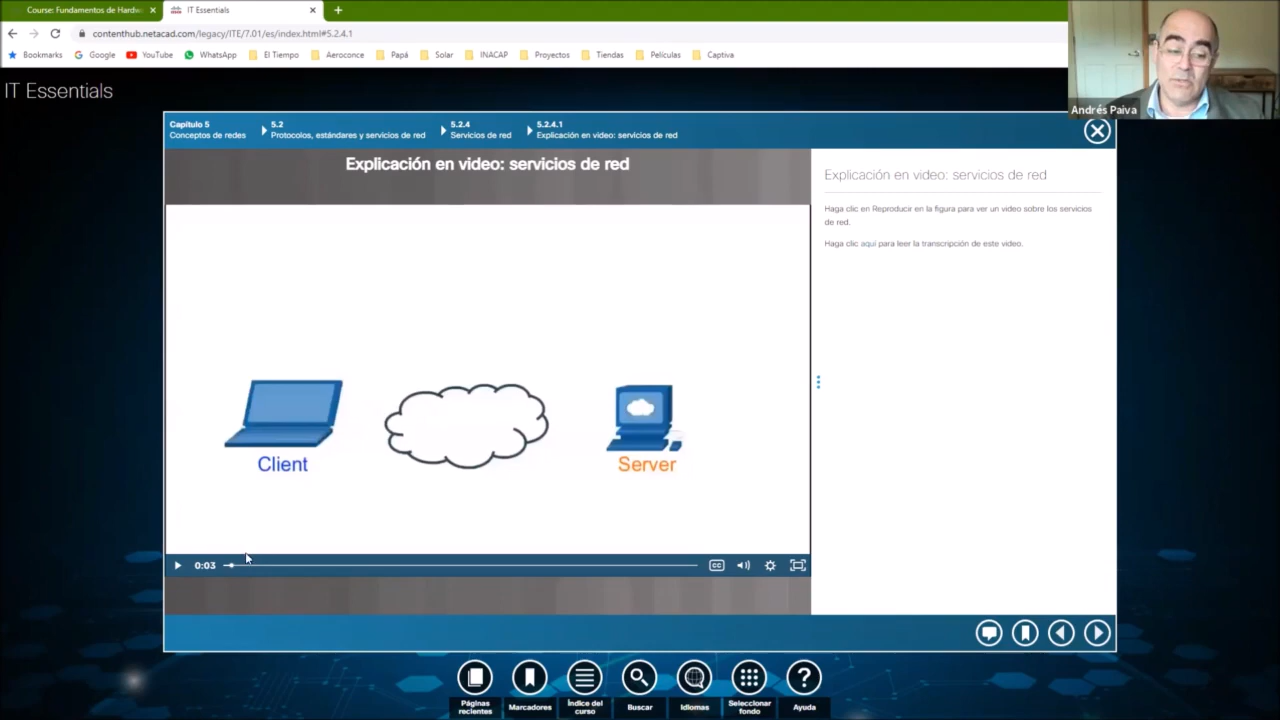 Course: Fundamentos de Hardw
IT Essentials
contenthub.netacad.com/legacy/ITE/7.01/es/index.html#5.2.4.1
Bookmarks
Google
YouTube
WhatsApp
El Tiempo
Aeroconce
Papá
Solar
INACAP
Proyectos
Tiendas
Películas
Captiva
Andrés Paiva
IT Essentials
Capítulo 5
Conceptos de redes
5.2
Protocolos, estándares y servicios de red
5.2.4
Servicios de red
5.2.4.1
Explicación en video: servicios de red
Explicación en video: servicios de red
Client
Server
0:03
CC
Explicación en video: servicios de red
Haga clic en Reproducir en la figura para ver un video sobre los servicios
de red.
Haga clic aquí para leer la transcripción de este video.
Páginas
recientes
Marcadores
Índice del
curso
Buscar
Idiomas
Seleccionar
fondo
?
Ayuda